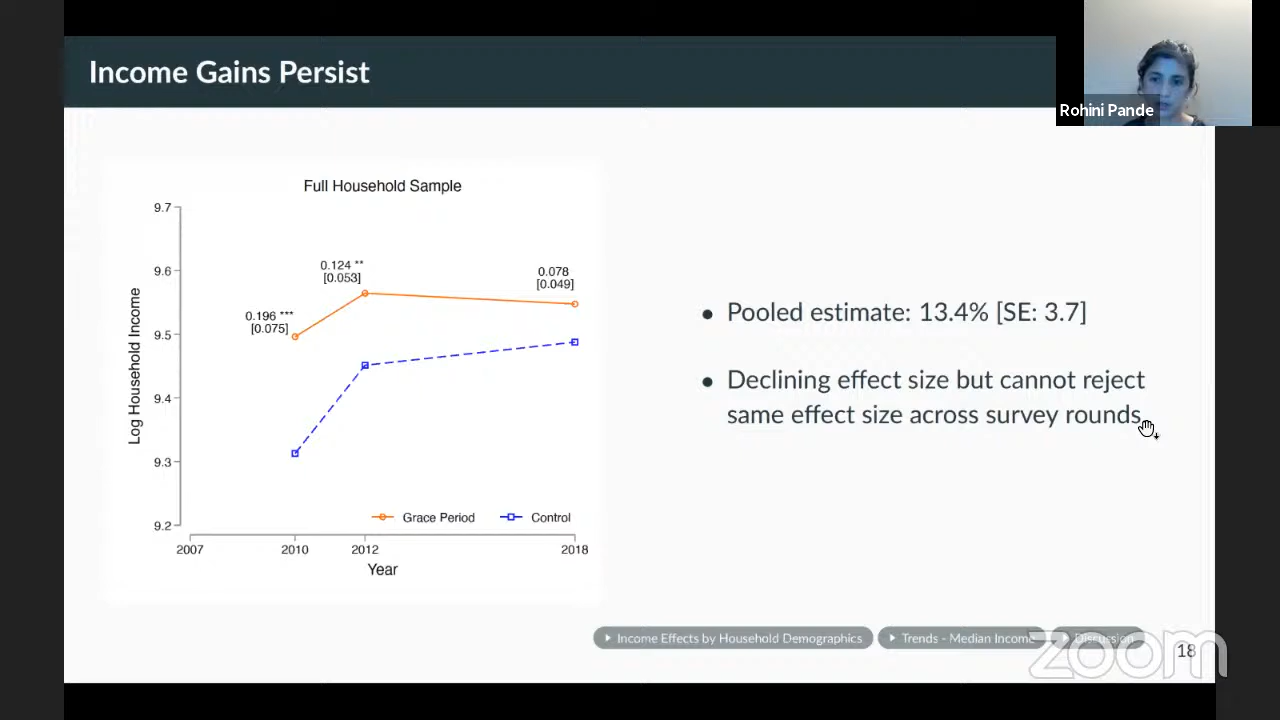 Income Gains Persist
Rohini Pande
Full Household Sample
9.7
9.6
9.5
9.4
9.3
9.2
Log Household Income
0.196 ***
[0.075]
0.124 **
[0.053]
0.078
[0.049]
Grace Period
Control
2007
2010
2012
2018
Year
• Pooled estimate: 13.4% [SE: 3.7]
• Declining effect size but cannot reject
same effect size across survey rounds
Income Effects by Household Demographics
Trends - Median Income
Discussion
18
zoom